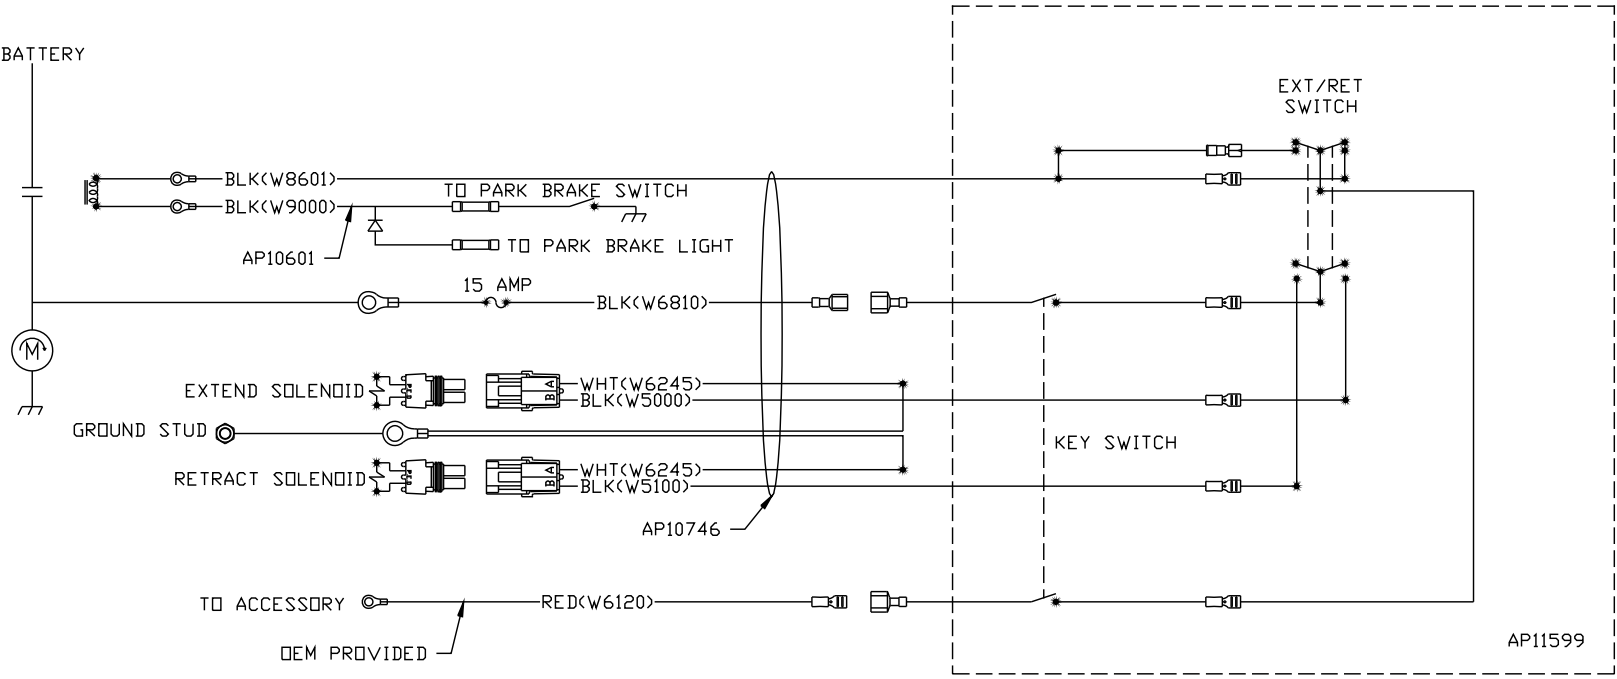 BATTERY
EXT/RET
SWITCH
BLK(W8601)
TO PARK BRAKE SWITCH
BLK(W9000)
TO PARK BRAKE LIGHT
AP10601
15 AMP
BLK(W6810)
M
EXTEND SOLENOID
A
WHT(W6245)
B
BLK(W5000)
GROUND STUD
KEY SWITCH
RETRACT SOLENOID
A
WHT(W6245)
B
BLK(W5100)
AP10746
TO ACCESSORY
RED(W6120)
OEM PROVIDED
AP11599